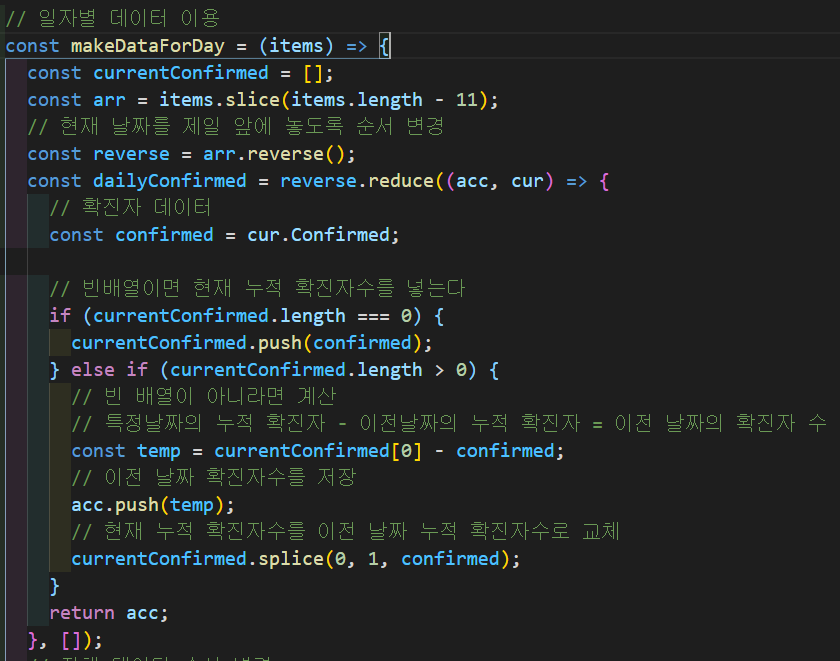 // 일자별 데이터 이용
const makeDataForDay = (items) => {
  const currentConfirmed = [];
  const arr = items.slice(items.length - 11);
  // 현재 날짜를 제일 앞에 놓도록 순서 변경
  const reverse = arr.reverse();
  const dailyConfirmed = reverse.reduce((acc, cur) => {
    // 확진자 데이터
    const confirmed = cur.Confirmed;
    // 빈배열이면 현재 누적 확진자수를 넣는다
    if (currentConfirmed.length === 0) {
      currentConfirmed.push(confirmed);
    } else if (currentConfirmed.length > 0) {
      // 빈 배열이 아니라면 계산
      // 특정날짜의 누적 확진자 - 이전날짜의 누적 확진자 = 이전 날짜의 확진자 수
      const temp = currentConfirmed[0] - confirmed;
      // 이전 날짜 확진자수를 저장
      acc.push(temp);
      // 현재 누적 확진자수를 이전 날짜 누적 확진자수로 교체
      currentConfirmed.splice(0, 1, confirmed);
    }
    return acc;
  }, []);